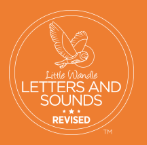 Little Wandle
LETTERS AND
SOUNDS
REVISED
TM